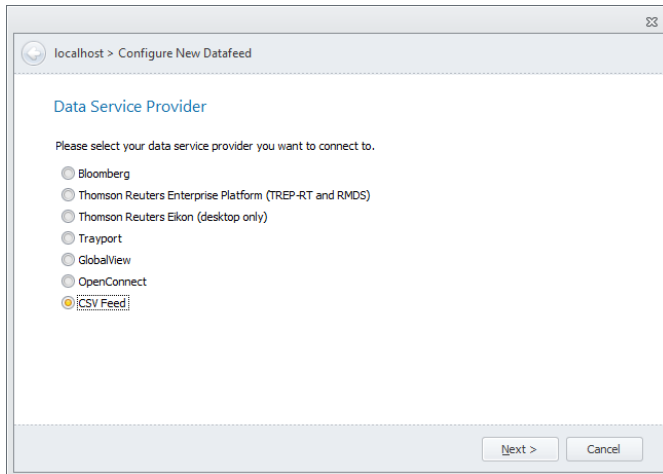 localhost > Configure New Datafeed
Data Service Provider
Please select your data service provider you want to connect to.
Bloomberg
Thomson Reuters Enterprise Platform (TREP-RT and RMDS)
Thomson Reuters Eikon (desktop only)
Trayport
GlobalView
OpenConnect
CSV Feed
Next >
Cancel